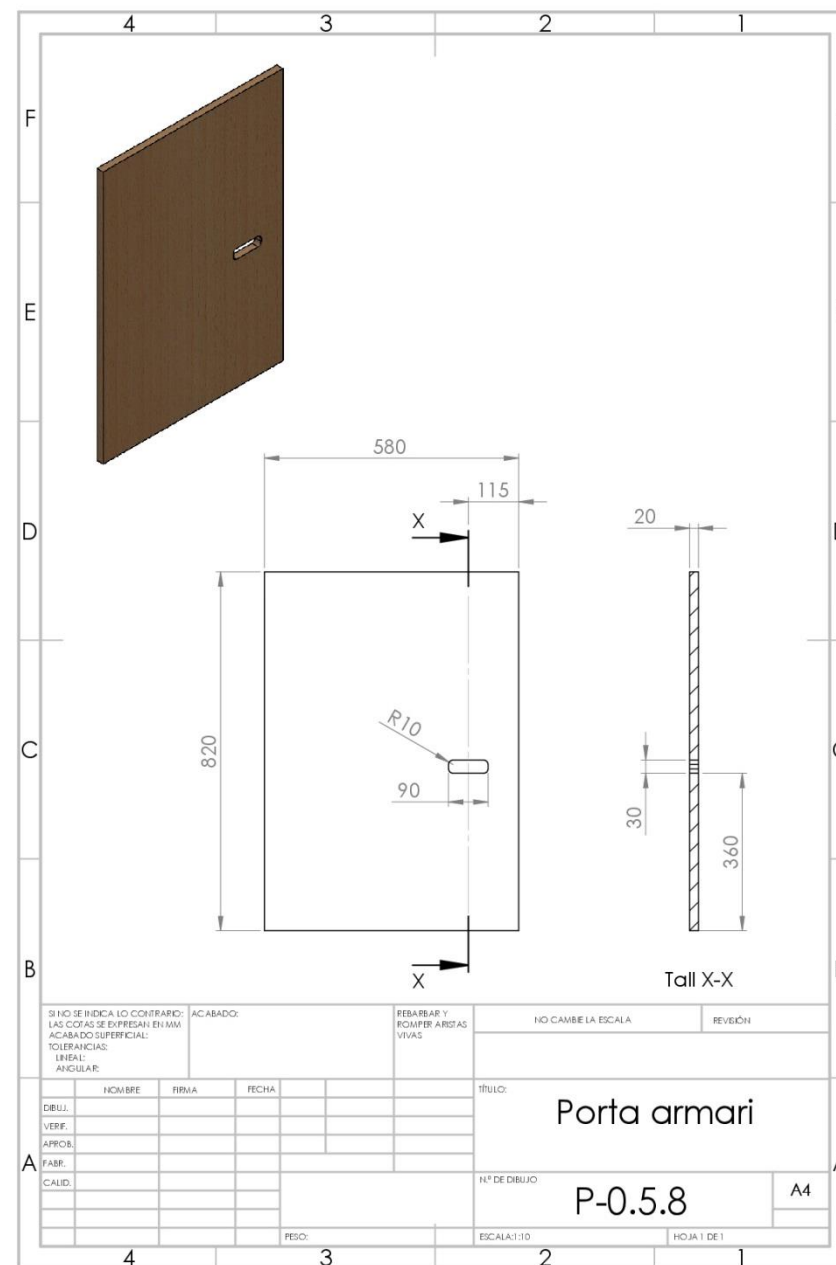 4 3 2 1
F
E
580
115
X
20
D
820
R10
C
90
30
360
X
B
Tall X-X
SI NO SE INDICA LO CONTRARIO:
LAS COTAS SE EXPRESAN EN MM
ACABADO SUPERFICIAL:
TOLERANCIAS:
LINEAL:
ANGULAR:
ACABADO:
REBARBAR Y
ROMPER ARISTAS
VIVAS
NO CAMBIE LA ESCALA
REVISIÓN
NOMBRE FIRMA FECHA
DIBUJ.
VERIF.
APROB.
FABR.
CALID.
TÍTULO:
Porta armari
A
N.º DE DIBUJO
P-0.5.8
A4
PESO:
ESCALA:1:10
HOJA 1 DE 1
4 3 2 1